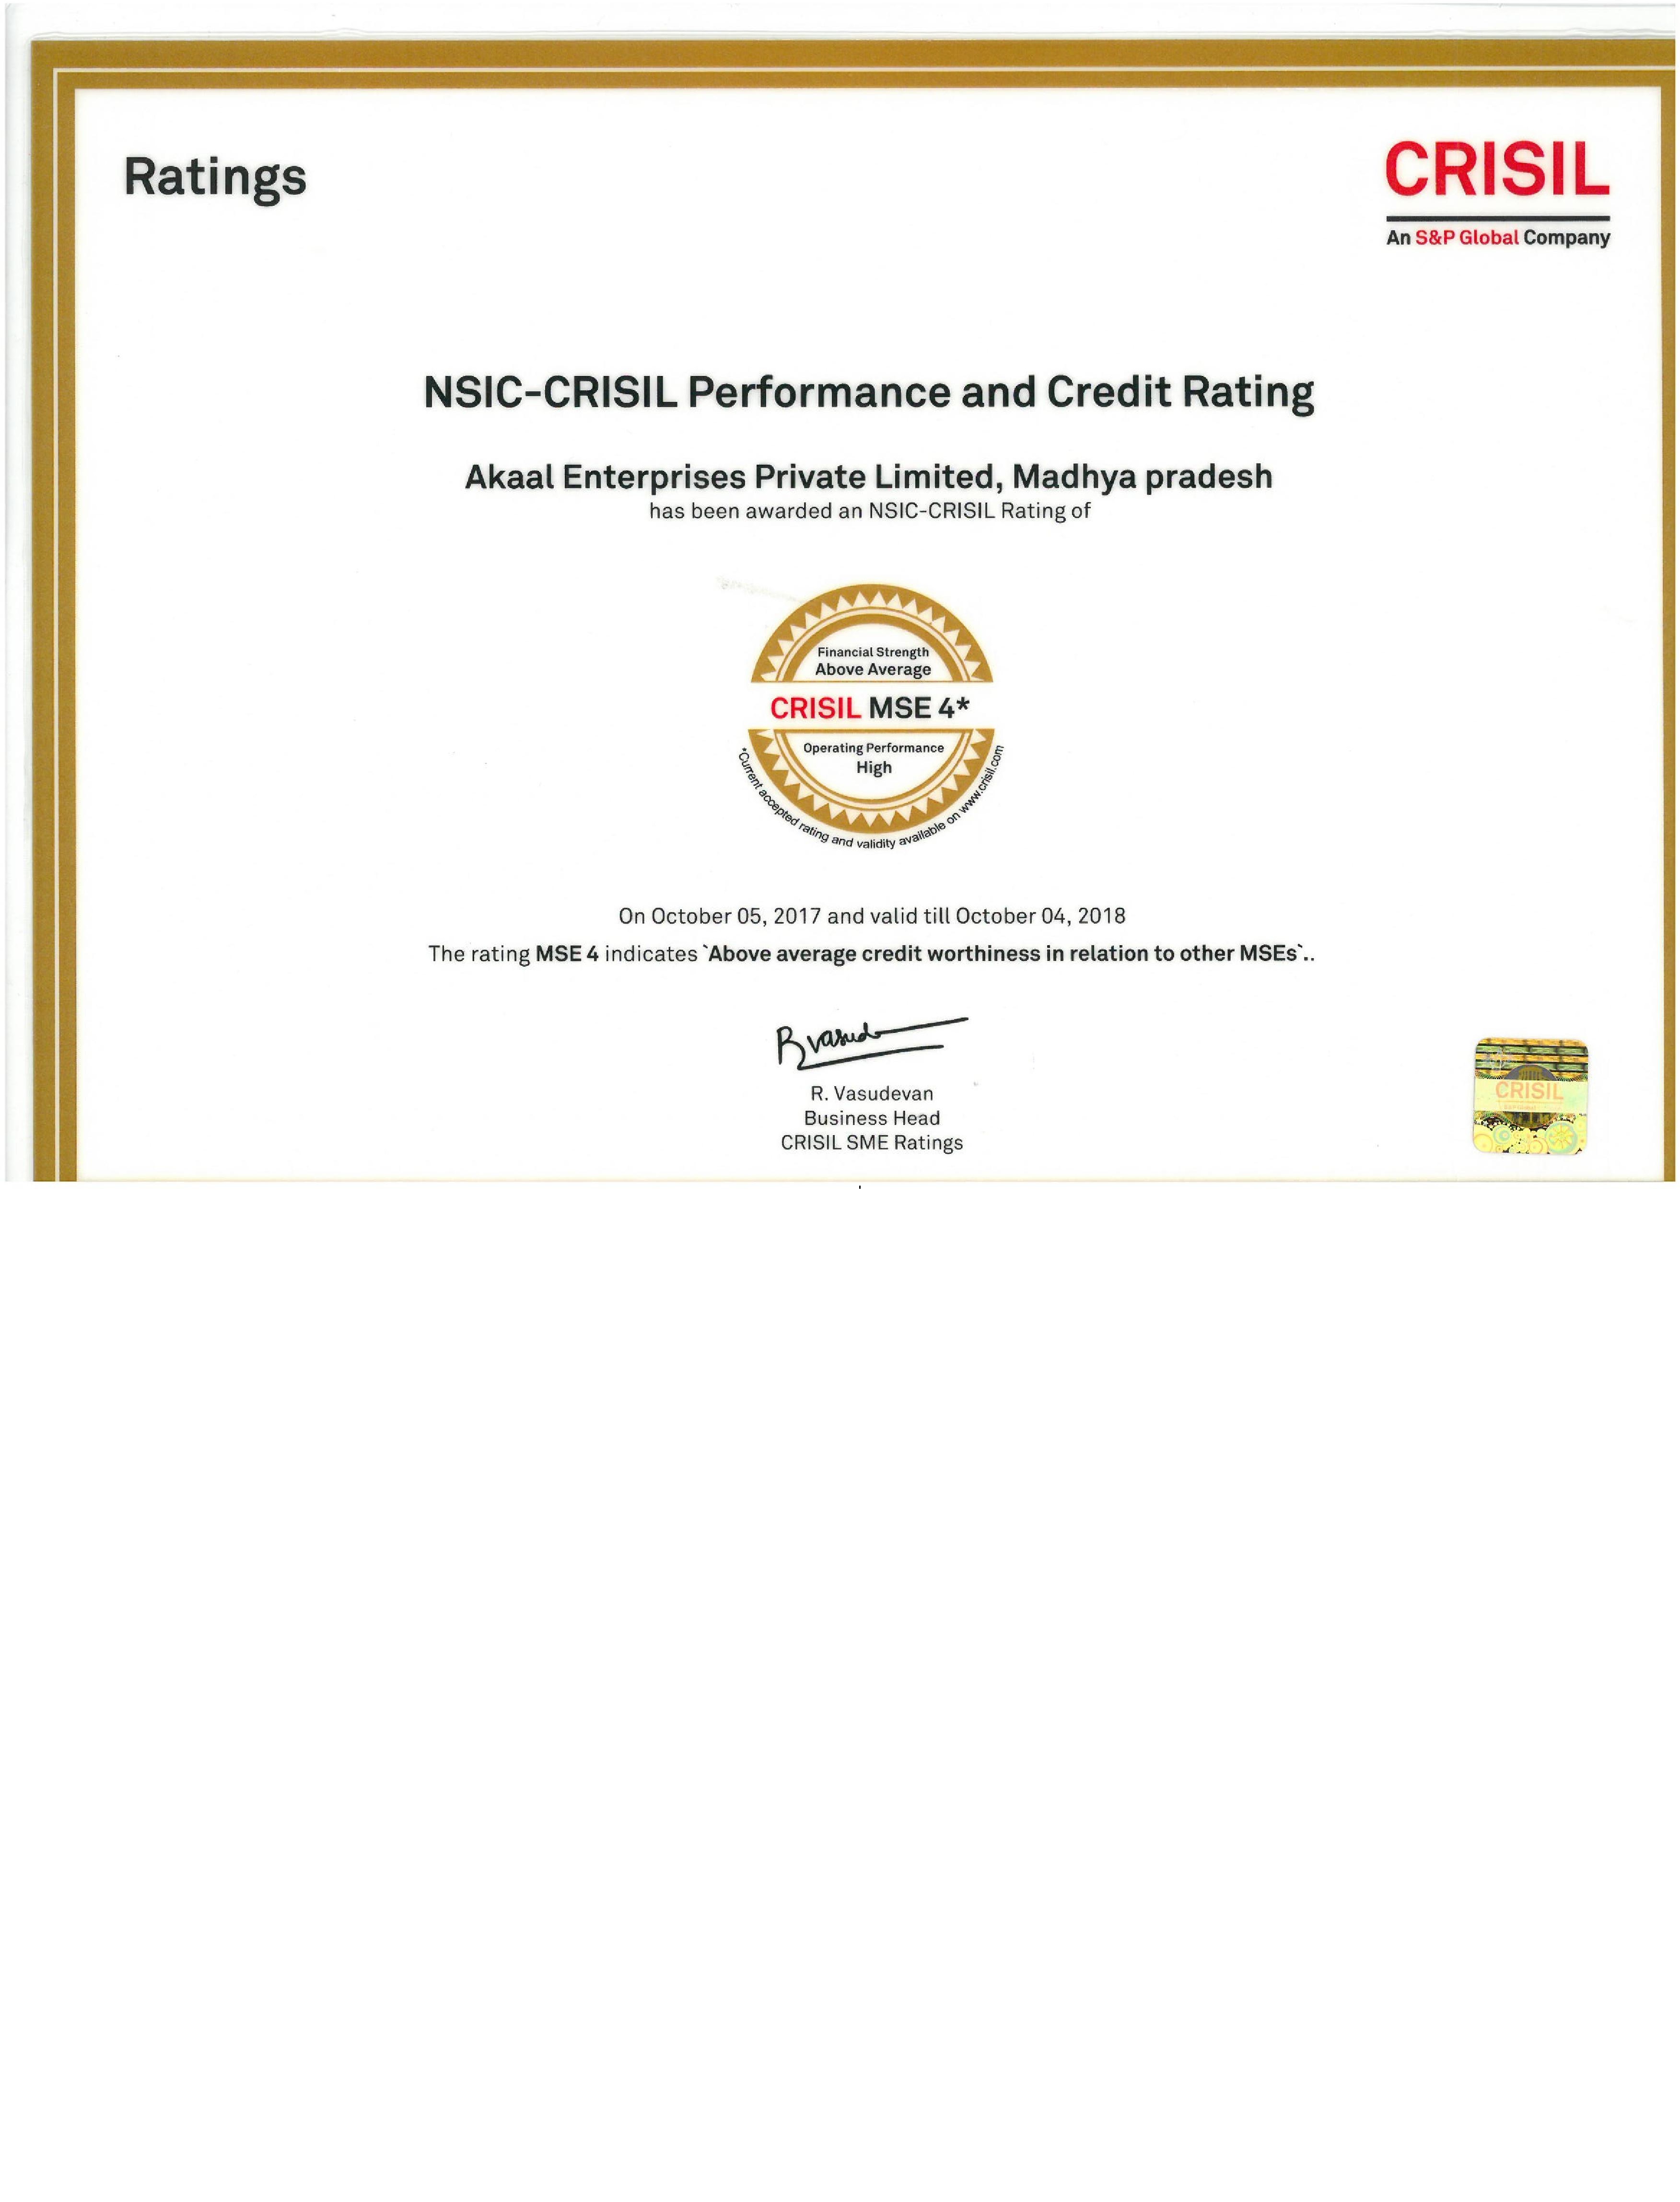 Ratings
CRISIL
An S&P Global Company
NSIC-CRISIL Performance and Credit Rating
Akaal Enterprises Private Limited, Madhya pradesh
has been awarded an NSIC-CRISIL Rating of
Financial Strength
Above Average
CRISIL MSE 4*
Operating Performance
High
*Current accepted rating and validity available on www.crisil.com
On October 05, 2017 and valid till October 04, 2018
The rating MSE 4 indicates `Above average credit worthiness in relation to other MSEs`..
R. Vasudevan
Business Head
CRISIL SME Ratings
CRISIL